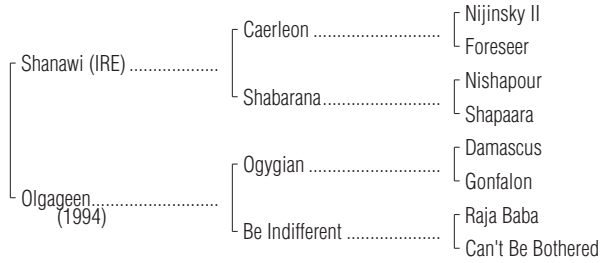 Nijinsky II
Caerleon ..........................
Foreseer
Shanawi (IRE) ..................
Nishapour
Shabarana........................
Shapaara
Damascus
Ogygian ...........................
Gonfalon
Olgageen..........................
(1994)
Raja Baba
Be Indifferent ...................
Can't Be Bothered